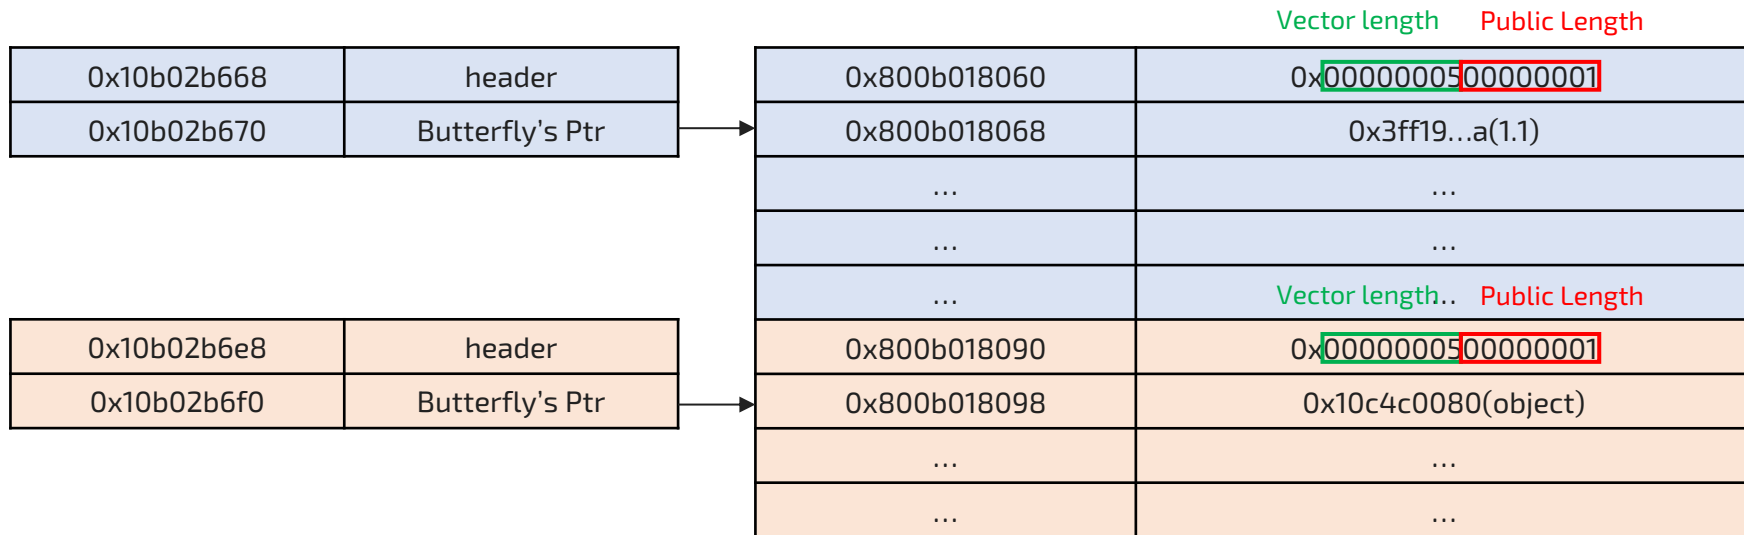 Vector length Public Length
0x10b02b668 header 0x800b018060 0x0000000500000001
0x10b02b670 Butterfly's Ptr 0x800b018068 0x3ff19...a(1.1)
... ...
... ...
... Vector length... Public Length
0x10b02b6e8 header 0x800b018090 0x0000000500000001
0x10b02b6f0 Butterfly's Ptr 0x800b018098 0x10c4c0080(object)
... ...
... ...